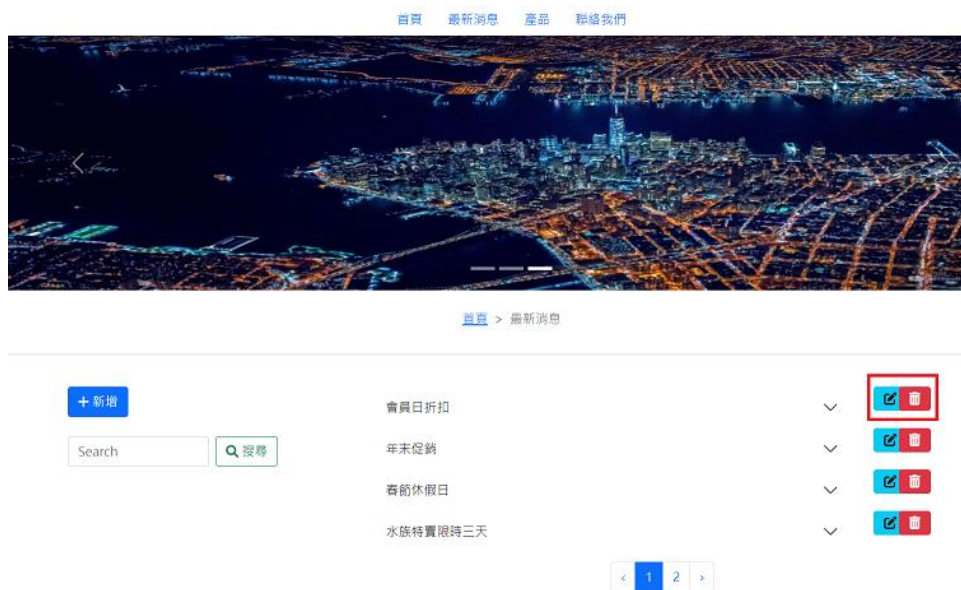 首頁 最新消息 產品 聯絡我們
首頁 > 最新消息
新增
Search 搜尋
會員日折扣
年末促銷
春節休假日
水族特賣限時三天
‹ 1 2 ›